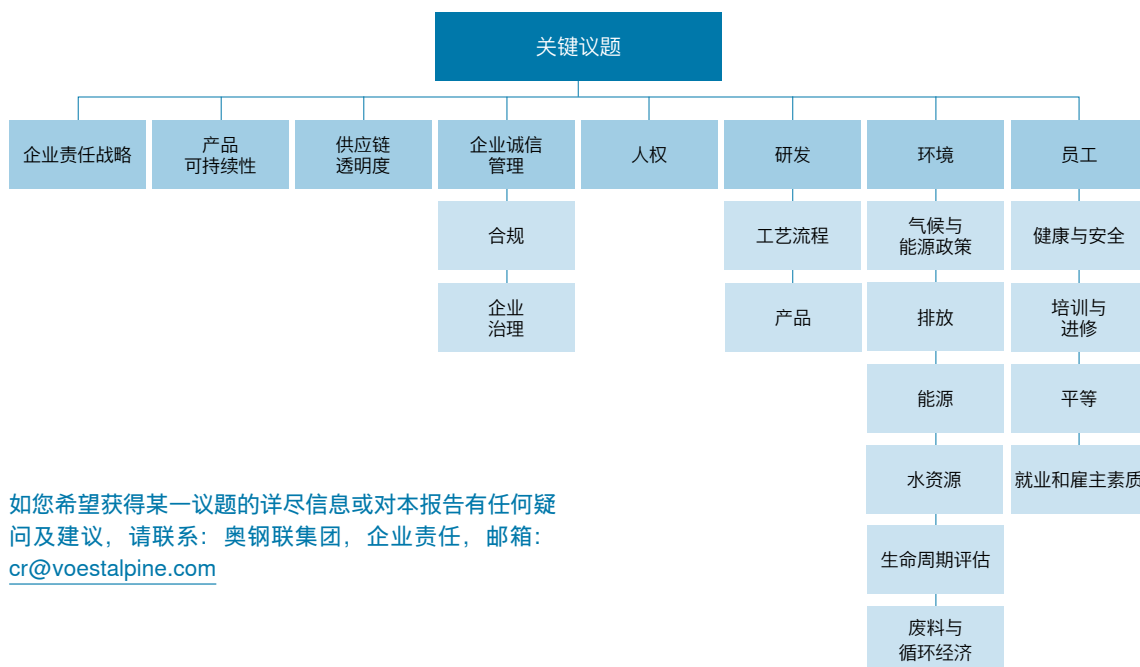 关键议题
企业责任战略
产品
可持续性
供应链
透明度
企业诚信
管理
人权
研发
环境
员工
合规
工艺流程
气候与
能源政策
健康与安全
企业
治理
产品
排放
培训与
进修
能源
平等
水资源
就业和雇主素质
生命周期评估
废料与
循环经济
如您希望获得某一议题的详尽信息或对本报告有任何疑
问及建议，请联系：奥钢联集团，企业责任，邮箱：
cr@voestalpine.com